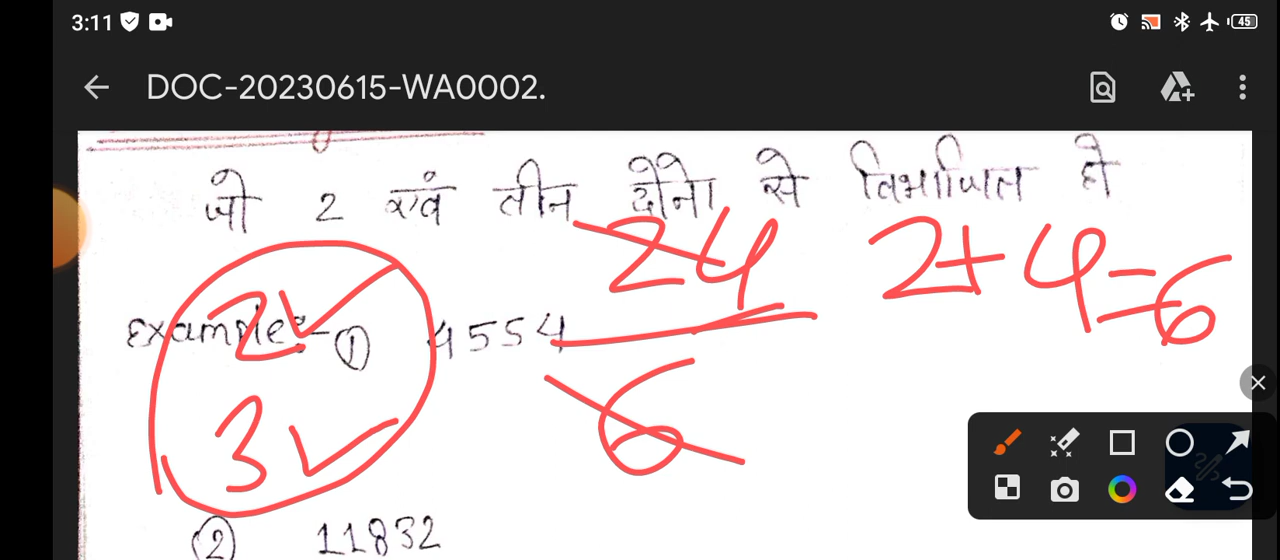 3:11
45
DOC-20230615-WA0002.
जो 2 एवं तीन दोनो से विभाजित हो
24 2+4=6
2
Example:- ① 4554
6
3
② 11832